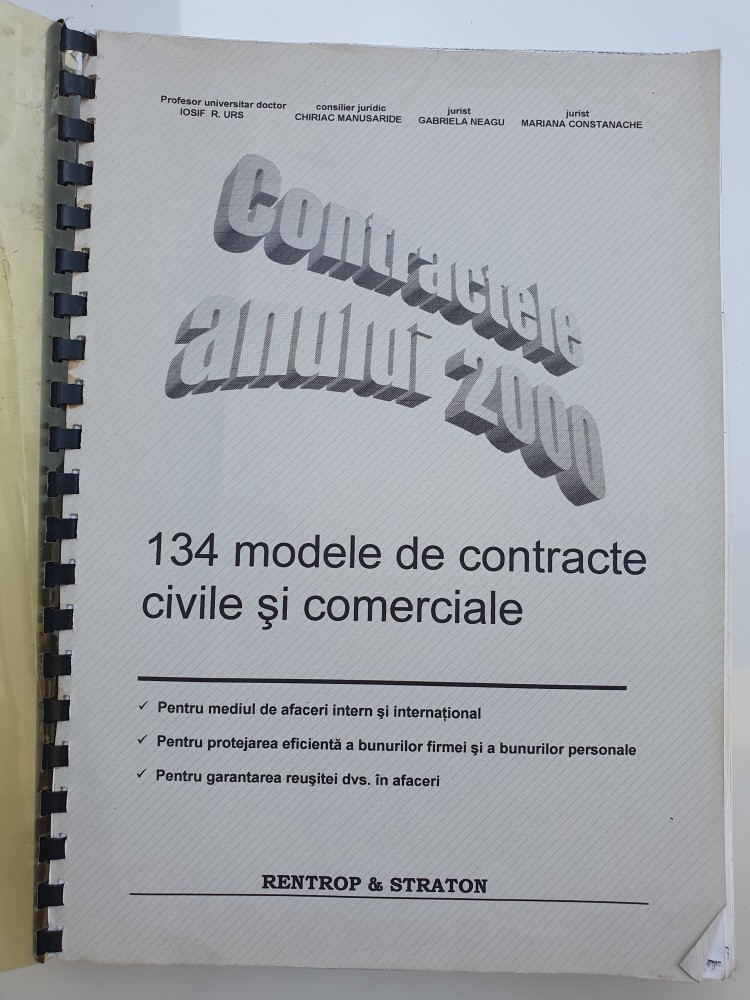 Profesor universitar doctor
IOSIF R. URS
consilier juridic
CHIRIAC MANUSARIDE
jurist
GABRIELA NEAGU
jurist
MARIANA CONSTANACHE
Contractele
anului 2000
134 modele de contracte
civile şi comerciale
✓ Pentru mediul de afaceri intern şi internaţional
✓ Pentru protejarea eficientă a bunurilor firmei şi a bunurilor personale
✓ Pentru garantarea reuşitei dvs. în afaceri
RENTROP & STRATON